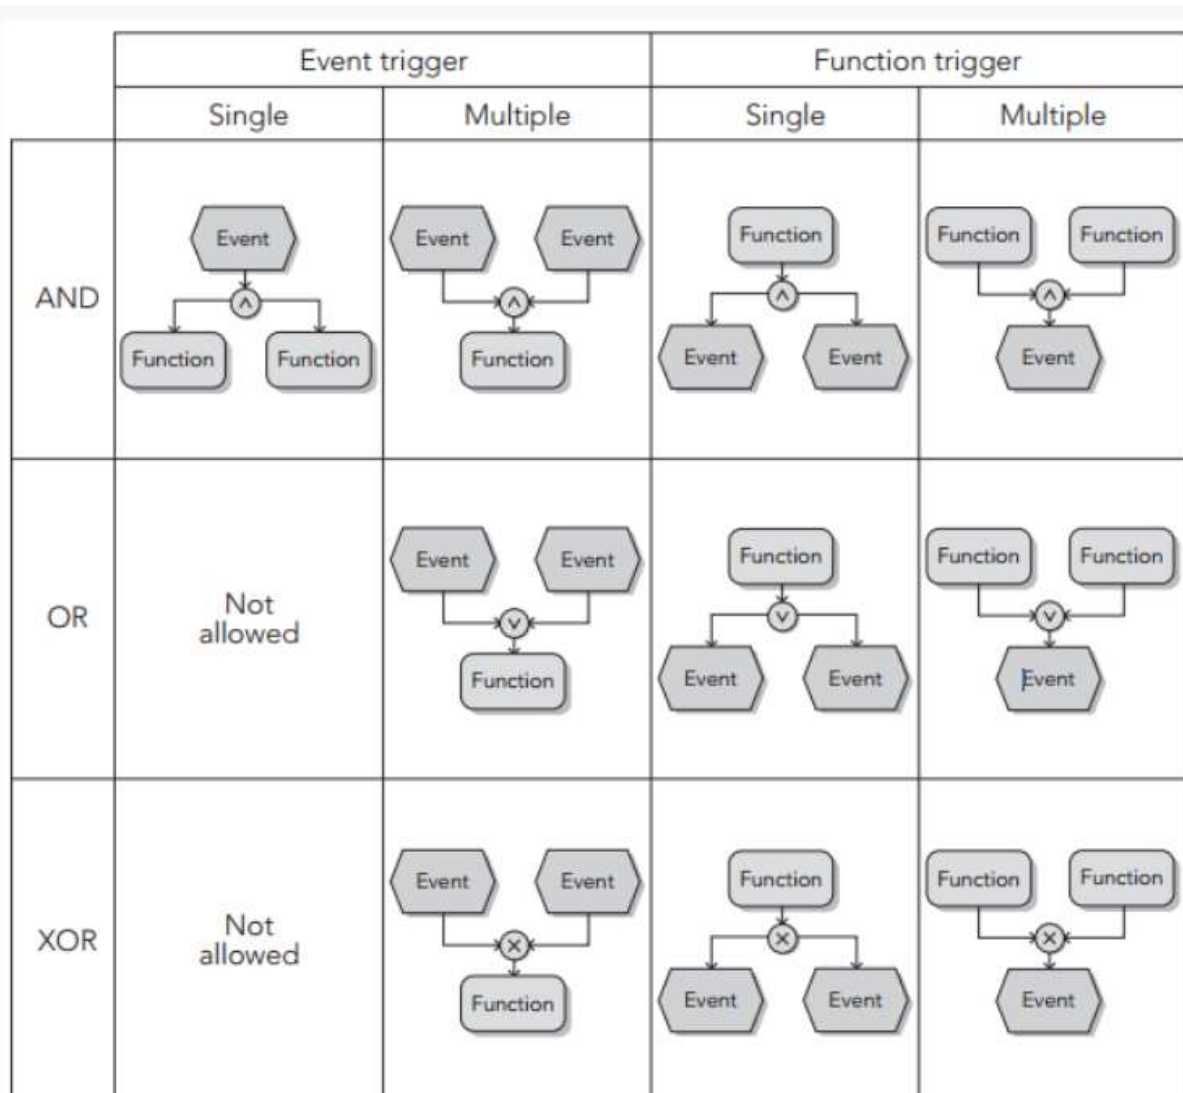 Event trigger Function trigger
Single Multiple Single Multiple
AND
Event Event Event Function Function Function
∧ ∧ ∧ ∧
Function Function Function Event Event Event
OR
Not
allowed
Event Event Function Function Function
∨ ∨ ∨
Function Event Event Event
XOR
Not
allowed
Event Event Function Function Function
× × ×
Function Event Event Event